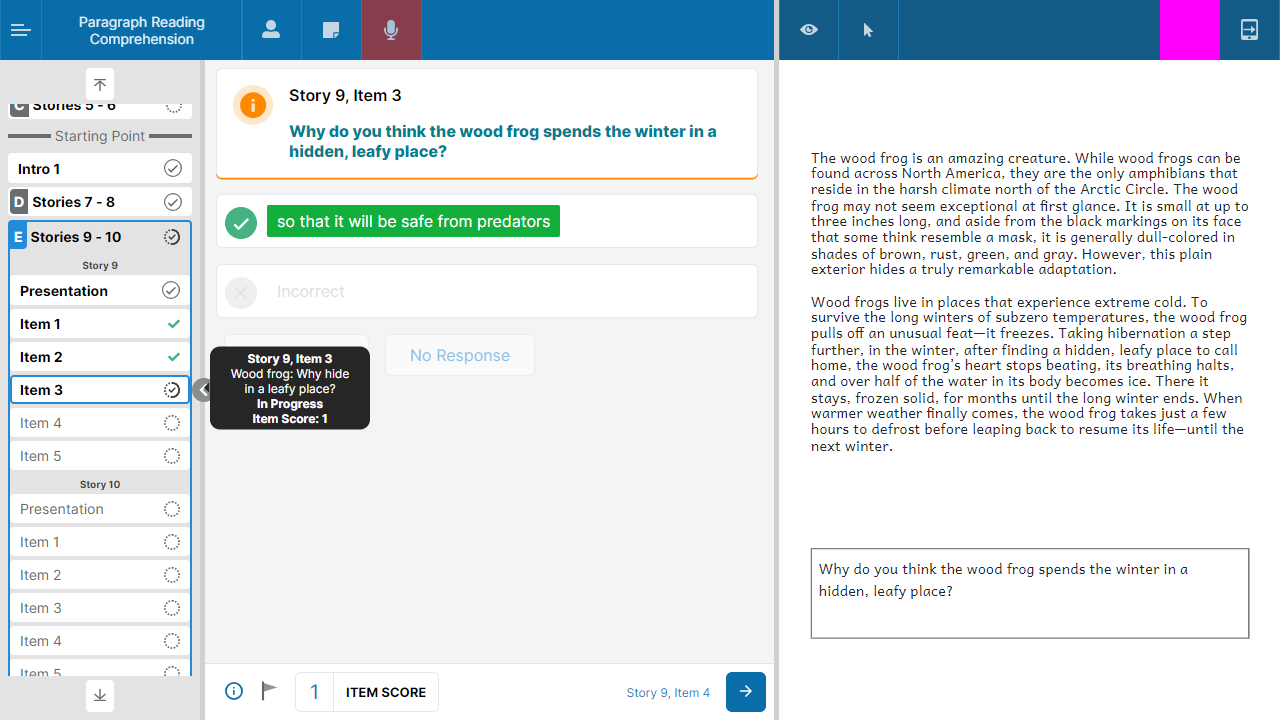 Paragraph Reading
Comprehension
C Stories 5 - 6
Starting Point
Intro 1
D Stories 7 - 8
E Stories 9 - 10
Story 9
Presentation
Item 1
Item 2
Item 3
Item 4
Item 5
Story 10
Presentation
Item 1
Item 2
Item 3
Item 4
Item 5
Story 9, Item 3
Why do you think the wood frog spends the winter in a
hidden, leafy place?
so that it will be safe from predators
Incorrect
No Response
Story 9, Item 3
Wood frog: Why hide
in a leafy place?
In Progress
Item Score: 1
1 ITEM SCORE
Story 9, Item 4
The wood frog is an amazing creature. While wood frogs can be
found across North America, they are the only amphibians that
reside in the harsh climate north of the Arctic Circle. The wood
frog may not seem exceptional at first glance. It is small at up to
three inches long, and aside from the black markings on its face
that some think resemble a mask, it is generally dull-colored in
shades of brown, rust, green, and gray. However, this plain
exterior hides a truly remarkable adaptation.
Wood frogs live in places that experience extreme cold. To
survive the long winters of subzero temperatures, the wood frog
pulls off an unusual feat—it freezes. Taking hibernation a step
further, in the winter, after finding a hidden, leafy place to call
home, the wood frog's heart stops beating, its breathing halts,
and over half of the water in its body becomes ice. There it
stays, frozen solid, for months until the long winter ends. When
warmer weather finally comes, the wood frog takes just a few
hours to defrost before leaping back to resume its life—until the
next winter.
Why do you think the wood frog spends the winter in a
hidden, leafy place?